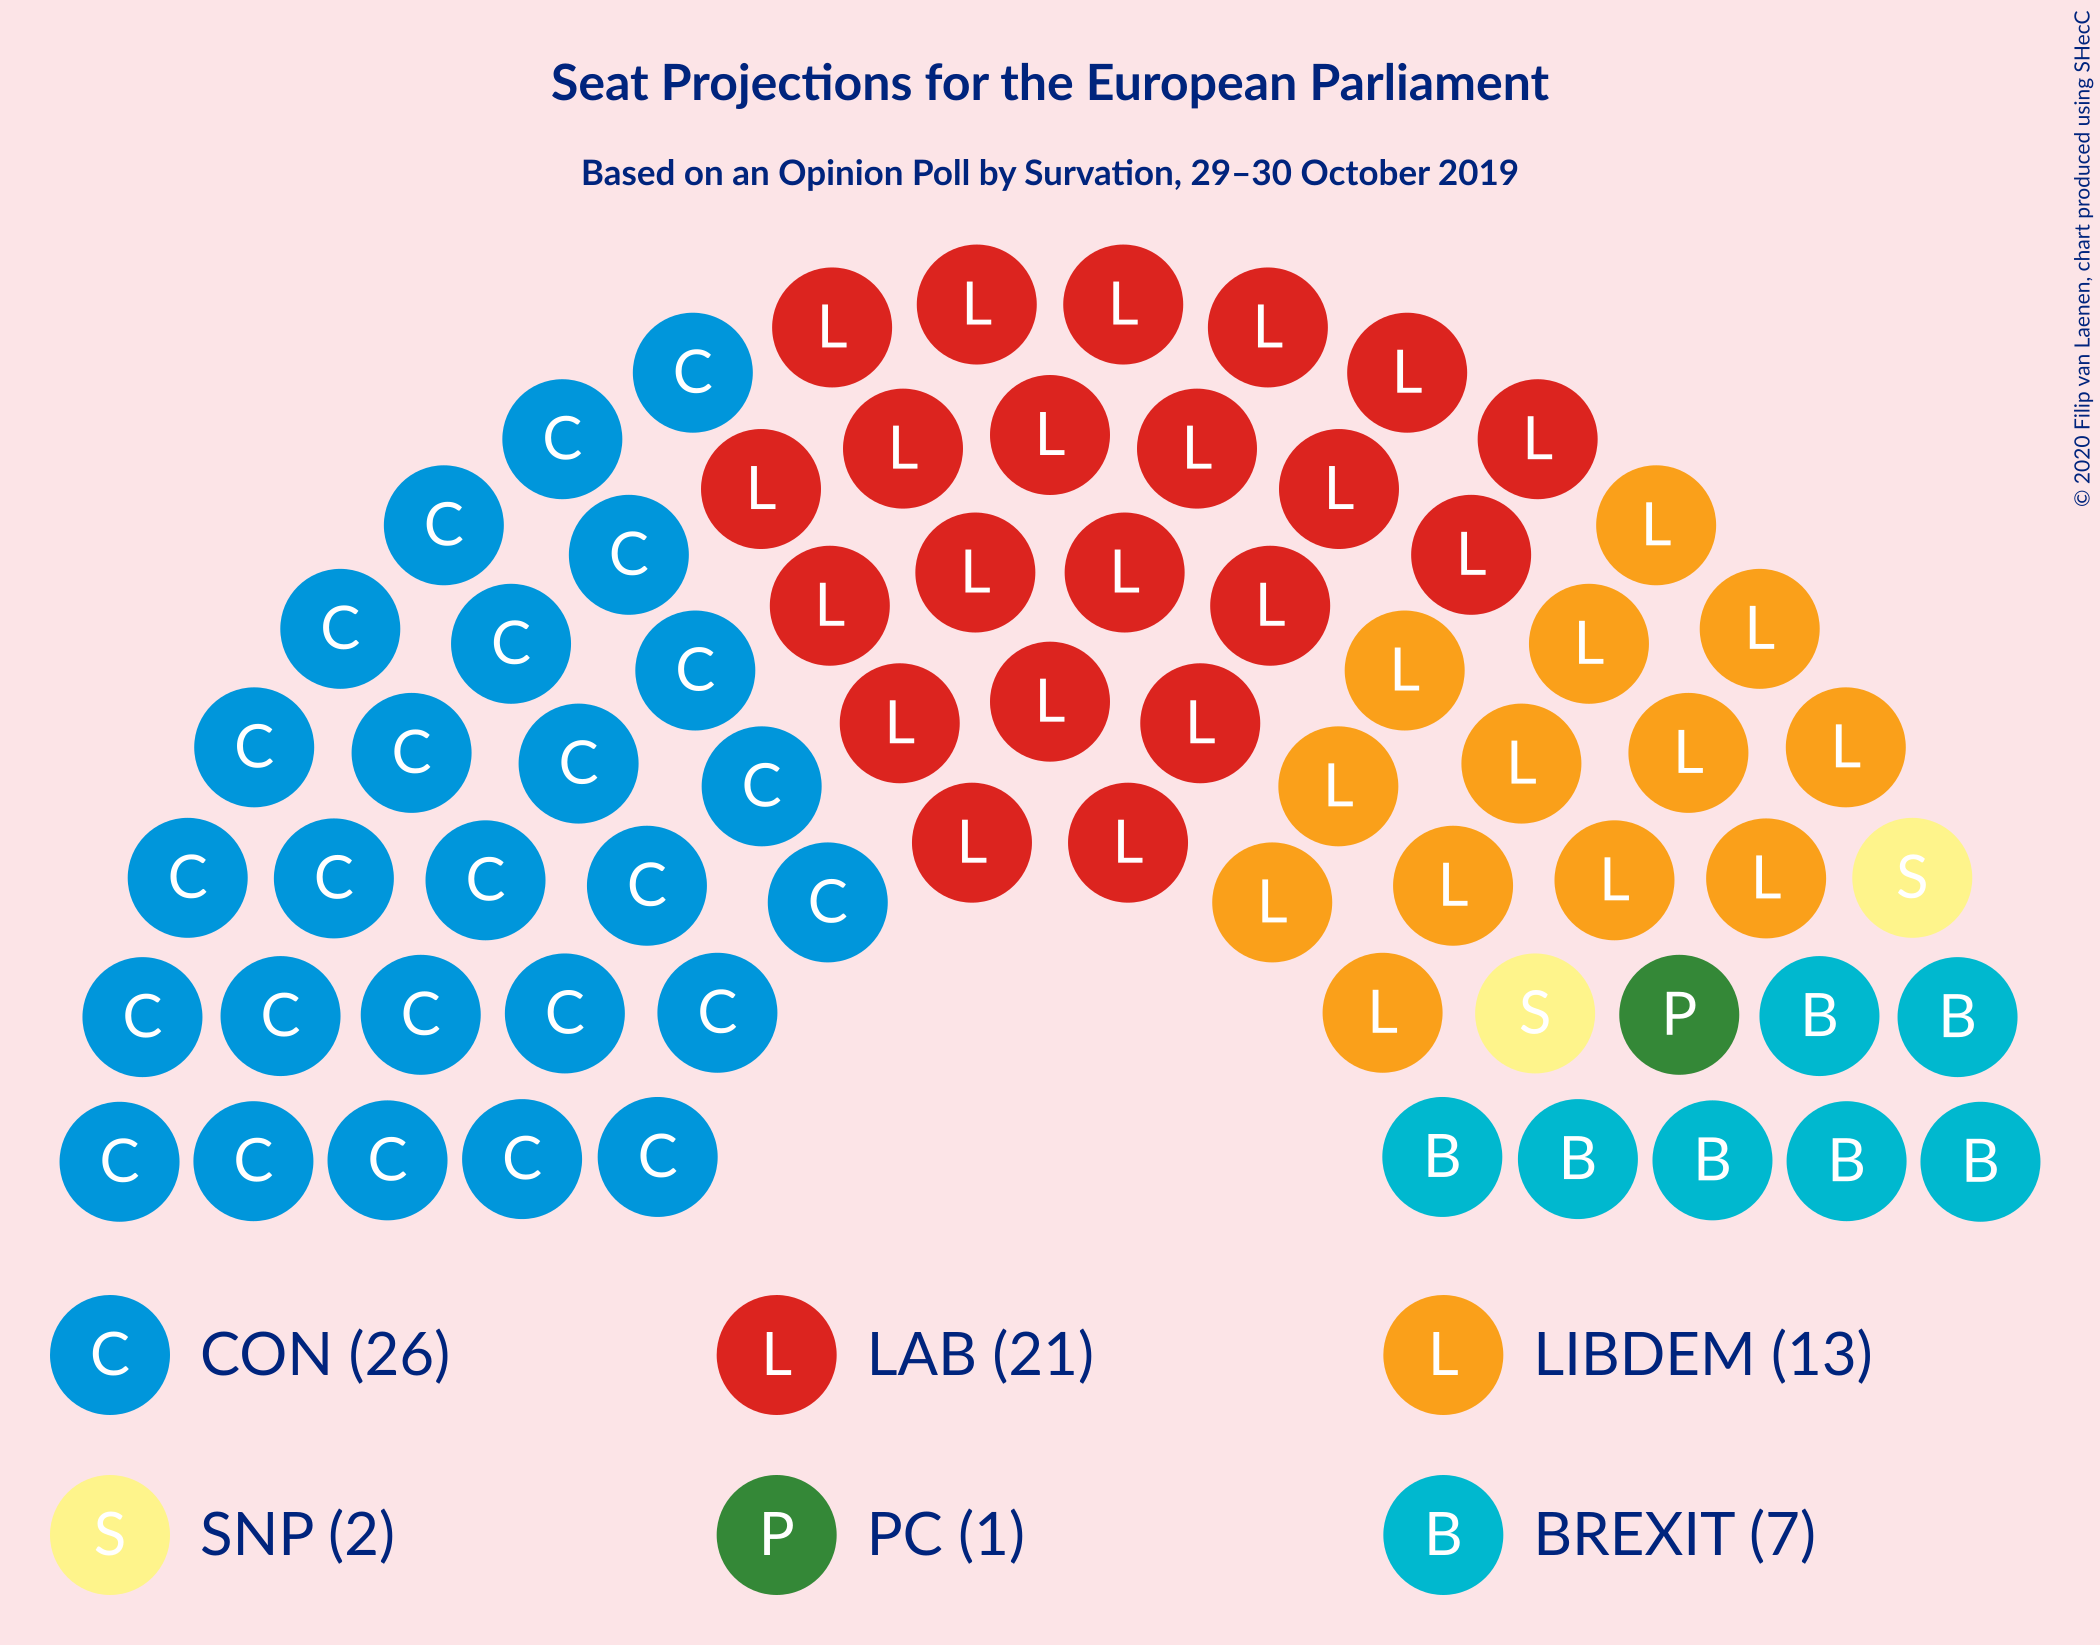 Seat Projections for the European Parliament
Based on an Opinion Poll by Survation, 29–30 October 2019
© 2020 Filip van Laenen, chart produced using SHecC
L L L L
C L L L C
L L L
C L L L
C L L L L
C L C L
C L L L L
C L C L
C L L L
C C L L
C C L L
C L L
C C C C L L L S
C C L
C C C C C L S P B B
C C C C C B B B B B
C CON (26) L LAB (21) L LIBDEM (13)
S SNP (2) P PC (1) B BREXIT (7)